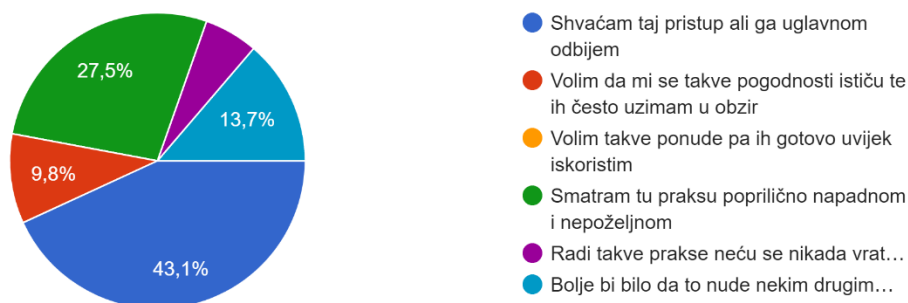 27,5%
13,7%
9,8%
43,1%
Shvaćam taj pristup ali ga uglavnom
odbijem
Volim da mi se takve pogodnosti ističu te
ih često uzimam u obzir
Volim takve ponude pa ih gotovo uvijek
iskoristim
Smatram tu praksu poprilično napadnom
i nepoželjnom
Radi takve prakse neću se nikada vrat…
Bolje bi bilo da to nude nekim drugim…